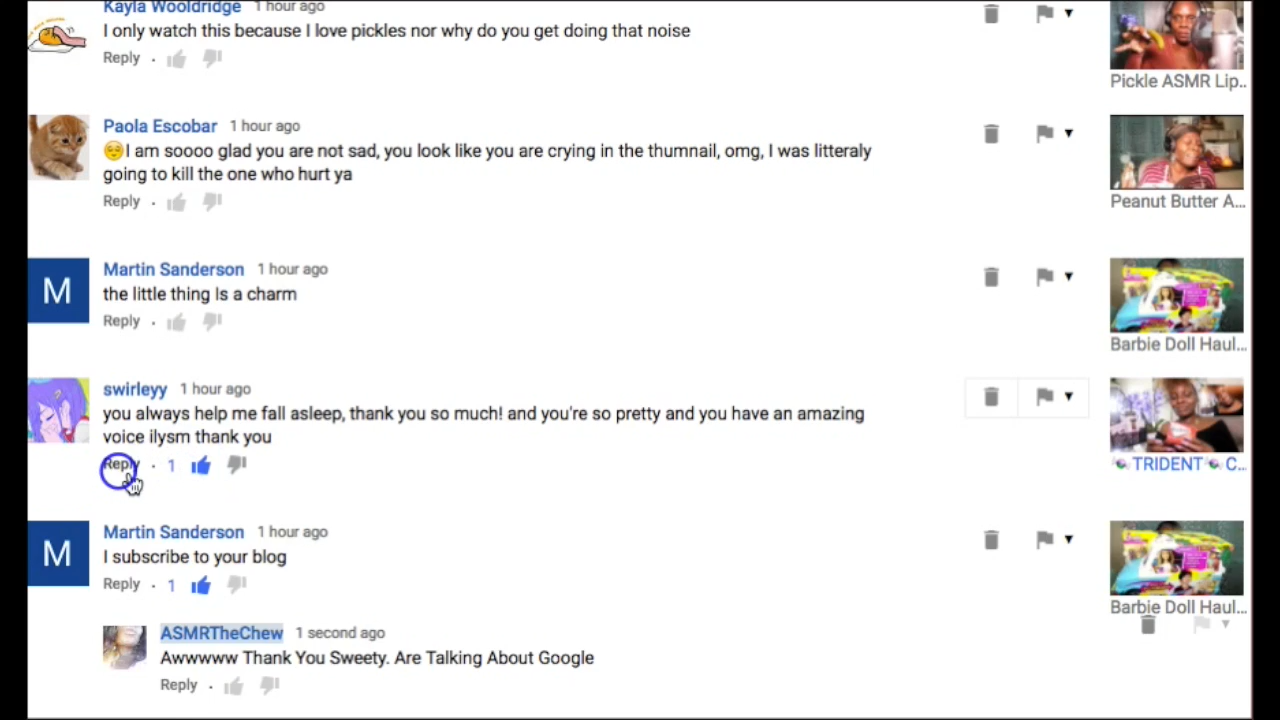 Kayla Wooldridge 1 hour ago
I only watch this because I love pickles nor why do you get doing that noise
Reply
Pickle ASMR Lip..
Paola Escobar 1 hour ago
😌I am soooo glad you are not sad, you look like you are crying in the thumnail, omg, I was litteraly
going to kill the one who hurt ya
Reply
Peanut Butter A...
Martin Sanderson 1 hour ago
the little thing Is a charm
Reply
Barbie Doll Haul...
swirleyy 1 hour ago
you always help me fall asleep, thank you so much! and you're so pretty and you have an amazing
voice ilysm thank you
Reply · 1
TRIDENT C...
M
Martin Sanderson 1 hour ago
I subscribe to your blog
Reply · 1
M
Barbie Doll Haul...
ASMRTheChew 1 second ago
Awwwww Thank You Sweety. Are Talking About Google
Reply